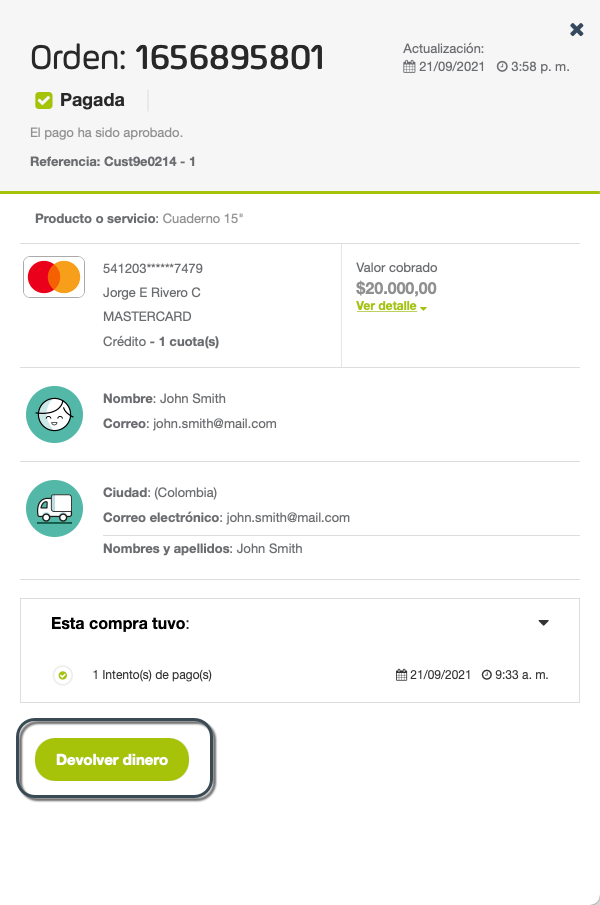 Orden: 1656895801
Actualización:
21/09/2021 3:58 p. m.
Pagada
El pago ha sido aprobado.
Referencia: Cust9e0214 - 1
Producto o servicio: Cuaderno 15"
541203******7479
Jorge E Rivero C
MASTERCARD
Crédito - 1 cuota(s)
Valor cobrado
$20.000,00
Ver detalle
Nombre: John Smith
Correo: john.smith@mail.com
Ciudad: (Colombia)
Correo electrónico: john.smith@mail.com
Nombres y apellidos: John Smith
Esta compra tuvo:
1 Intento(s) de pago(s) 21/09/2021 9:33 a. m.
Devolver dinero